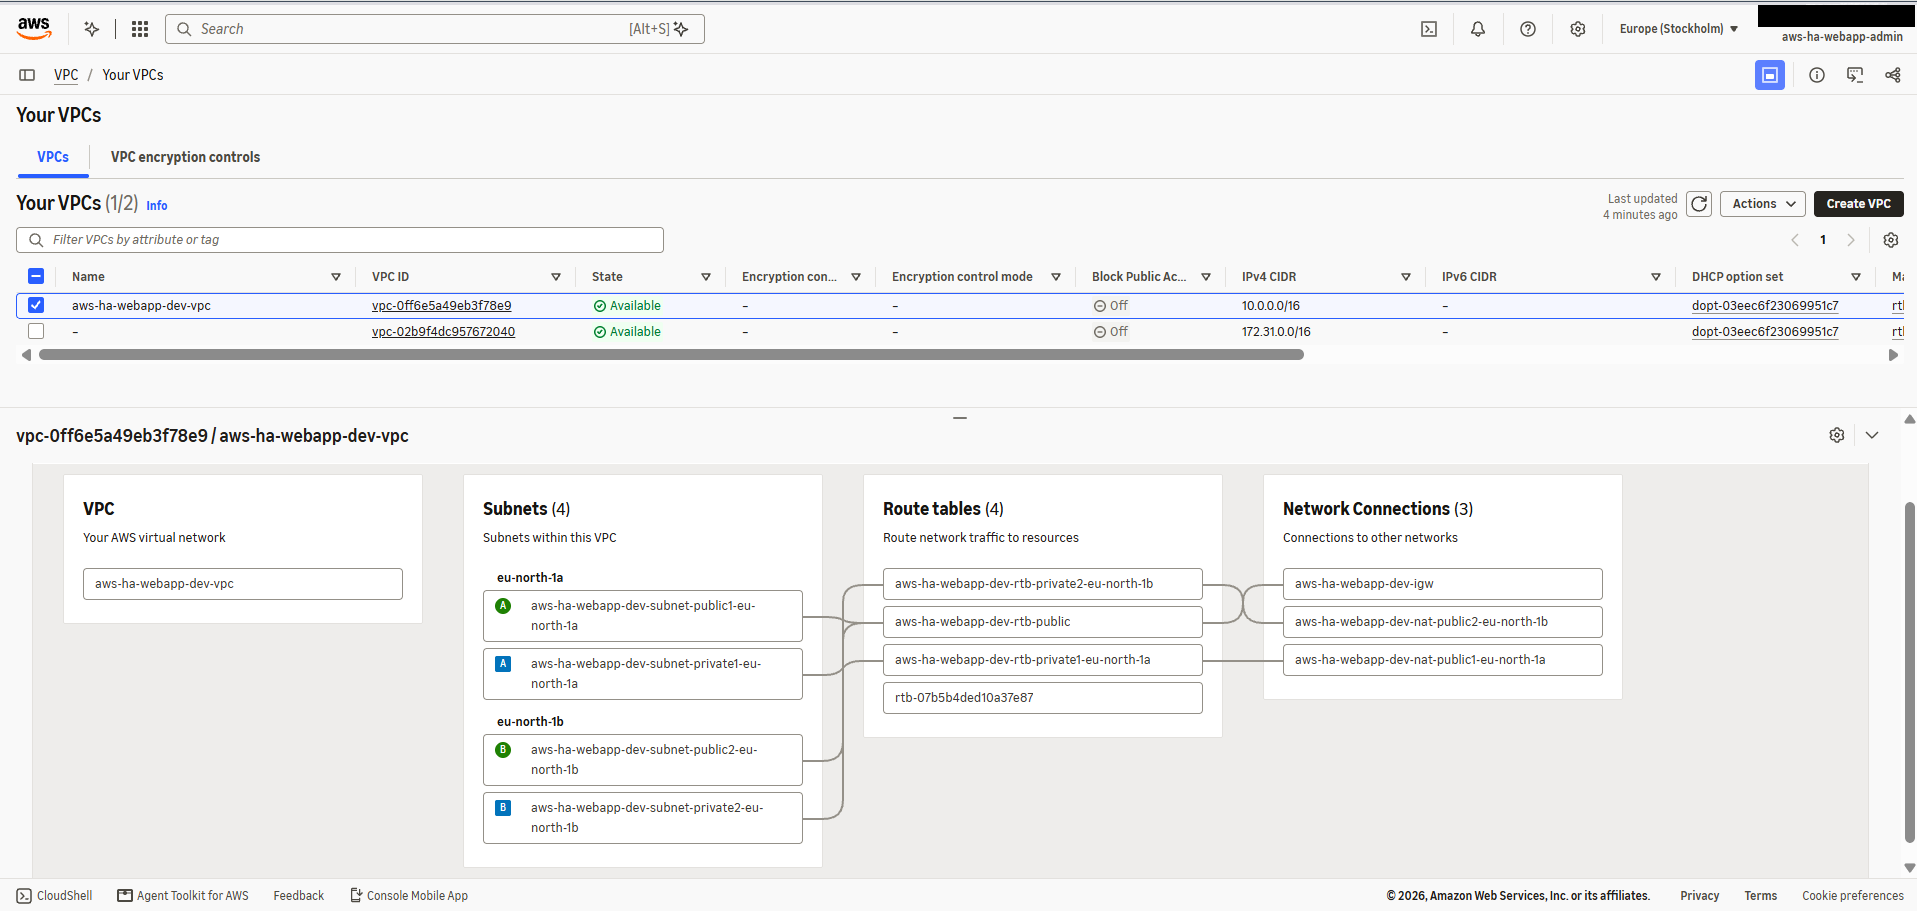 aws
Search [Alt+S]
Europe (Stockholm)
aws-ha-webapp-admin
VPC / Your VPCs
Your VPCs
VPCs
VPC encryption controls
Your VPCs (1/2) Info
Last updated
4 minutes ago
Actions
Create VPC
Filter VPCs by attribute or tag
1
Name VPC ID State Encryption con... Encryption control mode Block Public Ac... IPv4 CIDR IPv6 CIDR DHCP option set Ma
aws-ha-webapp-dev-vpc vpc-0ff6e5a49eb3f78e9 Available – – Off 10.0.0.0/16 – dopt-03eec6f23069951c7 rtl
– vpc-02b9f4dc957672040 Available – – Off 172.31.0.0/16 – dopt-03eec6f23069951c7 rtl
vpc-0ff6e5a49eb3f78e9 / aws-ha-webapp-dev-vpc
VPC
Your AWS virtual network
aws-ha-webapp-dev-vpc
Subnets (4)
Subnets within this VPC
eu-north-1a
A aws-ha-webapp-dev-subnet-public1-eu-
north-1a
A aws-ha-webapp-dev-subnet-private1-eu-
north-1a
eu-north-1b
B aws-ha-webapp-dev-subnet-public2-eu-
north-1b
B aws-ha-webapp-dev-subnet-private2-eu-
north-1b
Route tables (4)
Route network traffic to resources
aws-ha-webapp-dev-rtb-private2-eu-north-1b
aws-ha-webapp-dev-rtb-public
aws-ha-webapp-dev-rtb-private1-eu-north-1a
rtb-07b5b4ded10a37e87
Network Connections (3)
Connections to other networks
aws-ha-webapp-dev-igw
aws-ha-webapp-dev-nat-public2-eu-north-1b
aws-ha-webapp-dev-nat-public1-eu-north-1a
CloudShell Agent Toolkit for AWS Feedback Console Mobile App © 2026, Amazon Web Services, Inc. or its affiliates. Privacy Terms Cookie preferences